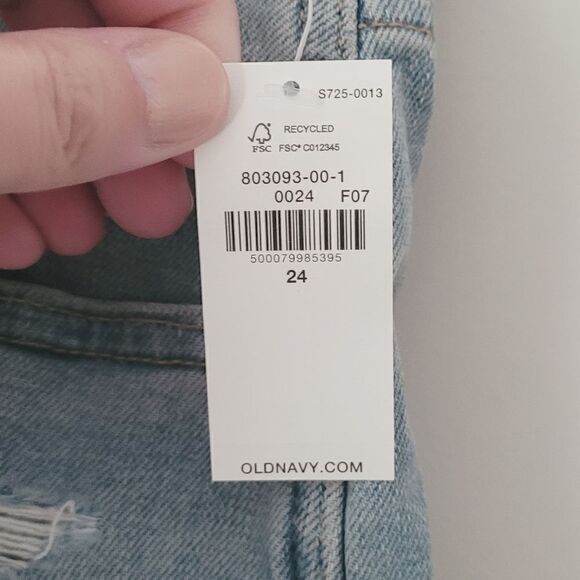 S725-0013
RECYCLED
FSC FSC® C012345
803093-00-1
0024 F07
500079985395
24
OLDNAVY.COM